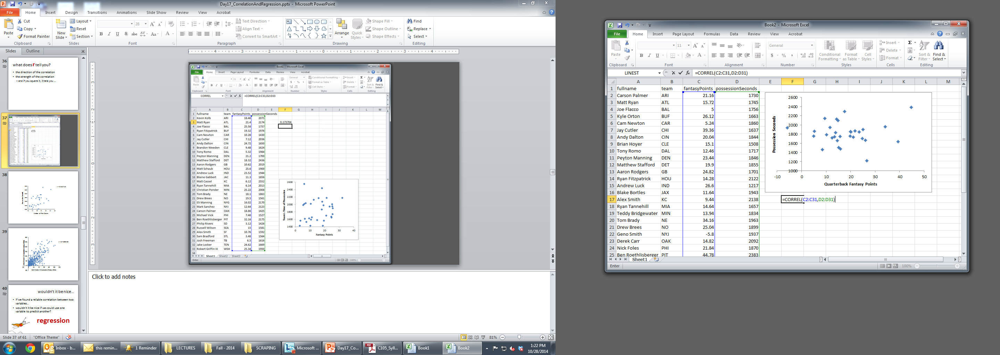 Day17_CorrelationAndRegression.pptx - Microsoft PowerPoint
File Home Insert Design Transitions Animations Slide Show Review View Acrobat
Paste Cut Copy Format Painter Clipboard
New Slide Layout Reset Section Slides
28 Font
Text Direction Align Text Convert to SmartArt Paragraph
Arrange Quick Styles Shape Fill Shape Outline Shape Effects Drawing
Find Replace Select Editing
Slides Outline
36
what does r tell you?
• the direction of the correlation
• the strength of the correlation
– and if you square it, it tells you ...
37
38
39
40
wouldn't it be nice...
• if we found a reliable correlation between two variables...
• wouldn't it be nice if we could use one variable to predict another?
regression
Book1 - Microsoft Excel
File Home Insert Page Layout Formulas Data Review View Acrobat
CORREL =CORREL(C2:C33,D2:D33
A B C D E F G H I J K L M
1 fullname team fantasyPoints possessionSeconds
2 Kevin Kolb ARI 18.48 2073
3 Matt Ryan ATL 21.4 2174 0.173704
4 Joe Flacco BAL 25.58 1737
5 Ryan Fitzpatrick BUF 19.32 1976
6 Cam Newton CAR 10.28 1430
7 Jay Cutler CHI 7.12 2036
8 Andy Dalton CIN 24.72 1650
9 Brandon Weeden CLE 9.48 1624
10 Tony Romo DAL 5.32 1984
11 Peyton Manning DEN 21.2 1700
12 Matthew Stafford DET 18.32 2436
13 Aaron Rodgers GB 10.62 2019
14 Matt Schaub HOU 25.6 1900
15 Andrew Luck IND 23.52 1944
16 Blaine Gabbert JAC 11.3 1656
17 Matt Cassel KC 6.12 2552
18 Ryan Tannehill MIA 6.14 2013
19 Christian Ponder MIN 25.22 2008
20 Tom Brady NE 18.1 1863
21 Drew Brees NO 19.5 1561
22 Eli Manning NYG 16.02 2170
23 Mark Sanchez NYJ 12.64 2123
24 Carson Palmer OAK 18.86 1425
25 Michael Vick PHI 7.48 1527
26 Ben Roethlisberger PIT 32.16 2175
27 Philip Rivers SD 3.12 1426
28 Russell Wilson SEA 15 1581
29 Alex Smith SF 10.76 1592
30 Sam Bradford STL 3.48 1564
31 Josh Freeman TB 6.5 1616
32 Jake Locker TEN 24.62 1669
33 Robert Griffin III WSH 25.34 1950
34
2600
2400
2200
2000
1800
1600
1400
0 10 20 30 40
Team's Time of Possession
Fantasy Points
Sheet1 Sheet2 Sheet3
Enter 100%
Click to add notes
Slide 37 of 61 "Office Theme" 81%
Inbox - b... this remin... 1 Reminder LECTURES Fall - 2014 SCRAPING Microsoft ... Day17_Co... C105_Syll... Book1 Book2
1:22 PM
10/28/2014
Book2 - Microsoft Excel
File Home Insert Page Layout Formulas Data Review View Acrobat
Paste Clipboard
11 Font
Alignment
General Number
Conditional Formatting Format as Table Cell Styles Styles
Insert Delete Format Cells
Sort & Filter Find & Select Editing
LINEST =CORREL(C2:C31,D2:D31)
A B C D E F G H I J K L M
1 fullname team fantasyPoints possessionSeconds
2 Carson Palmer ARI 21.16 1730
3 Matt Ryan ATL 15.72 1745
4 Joe Flacco BAL 5 1756
5 Kyle Orton BUF 26.12 1663
6 Cam Newton CAR 5.24 1860
7 Jay Cutler CHI 39.36 1637
8 Andy Dalton CIN 20.04 1844
9 Brian Hoyer CLE 15.1 1508
10 Tony Romo DAL 12.46 1717
11 Peyton Manning DEN 23.44 1846
12 Matthew Stafford DET 19.9 1855
13 Aaron Rodgers GB 24.82 1701
14 Ryan Fitzpatrick HOU 14.28 2122
15 Andrew Luck IND 26.6 1217
16 Blake Bortles JAX 11.64 1943
17 Alex Smith KC 9.44 2138 =CORREL(C2:C31,D2:D31)
18 Ryan Tannehill MIA 14.64 1657
19 Teddy Bridgewater MIN 13.94 1834
20 Tom Brady NE 34.16 1963
21 Drew Brees NO 25.04 1899
22 Geno Smith NYJ -5.8 1937
23 Derek Carr OAK 14.82 2092
24 Nick Foles PHI 21.84 1870
25 Ben Roethlisberger PIT 44.78 2383
2600
2400
2200
2000
1800
1600
1400
1200
1000
-10 0 10 20 30 40 50
Possession Seconds
Quarterback Fantasy Points
Sheet1
Enter 100%